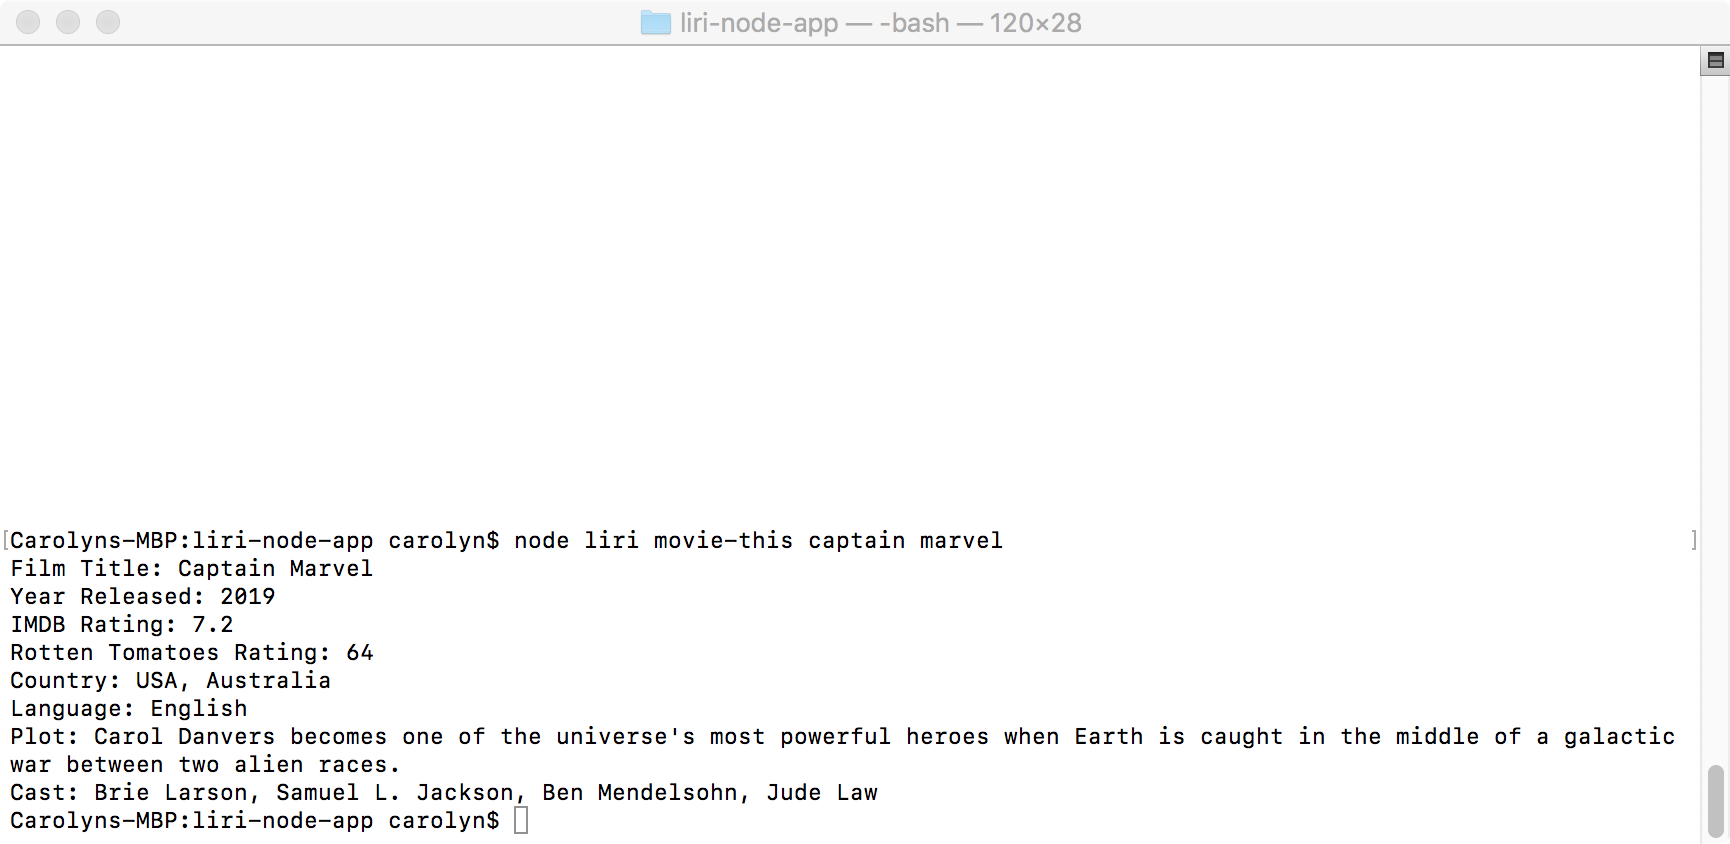 liri-node-app — -bash — 120×28
[Carolyns-MBP:liri-node-app carolyn$ node liri movie-this captain marvel ]
Film Title: Captain Marvel
Year Released: 2019
IMDB Rating: 7.2
Rotten Tomatoes Rating: 64
Country: USA, Australia
Language: English
Plot: Carol Danvers becomes one of the universe's most powerful heroes when Earth is caught in the middle of a galactic
war between two alien races.
Cast: Brie Larson, Samuel L. Jackson, Ben Mendelsohn, Jude Law
Carolyns-MBP:liri-node-app carolyn$